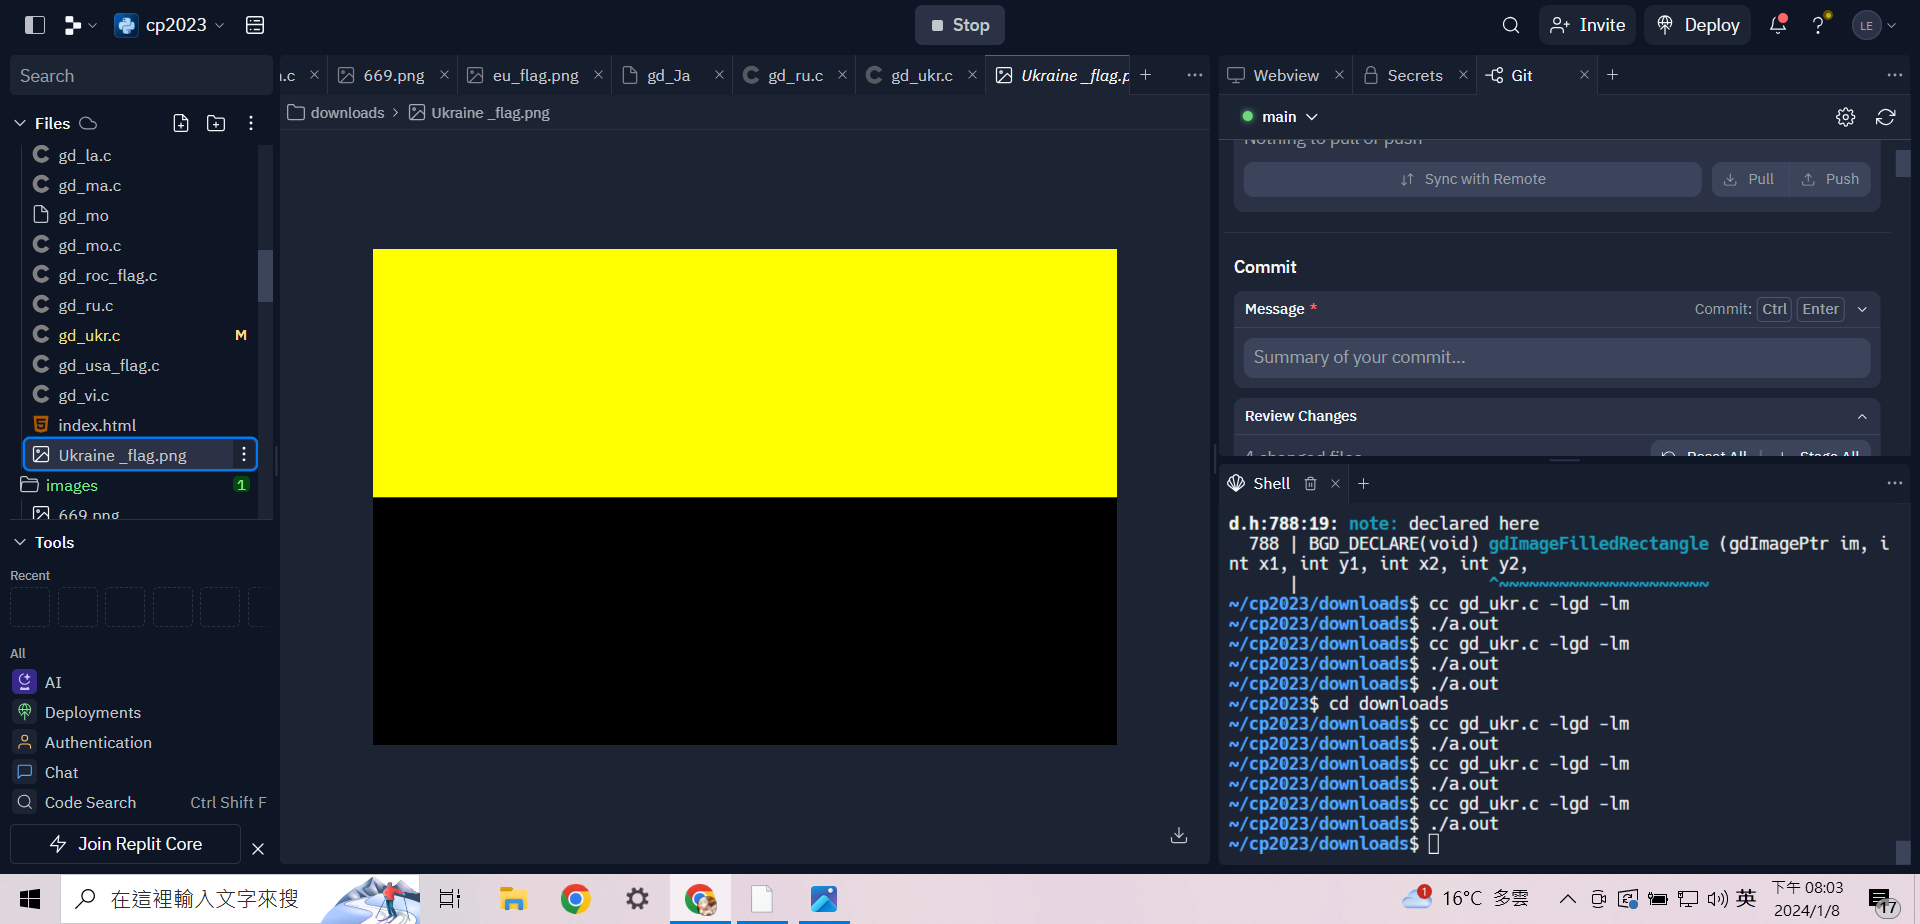 cp2023
Stop
Invite
Deploy
LE
Search
.c
669.png
eu_flag.png
gd_Ja
gd_ru.c
gd_ukr.c
Ukraine _flag.p
Webview
Secrets
Git
downloads
Ukraine _flag.png
main
Files
gd_la.c
gd_ma.c
gd_mo
gd_mo.c
gd_roc_flag.c
gd_ru.c
gd_ukr.c M
gd_usa_flag.c
gd_vi.c
index.html
Ukraine _flag.png
images 1
669.png
Tools
Recent
All
AI
Deployments
Authentication
Chat
Code Search Ctrl Shift F
Join Replit Core
Nothing to pull or push
Sync with Remote
Pull
Push
Commit
Message *
Commit: Ctrl Enter
Summary of your commit...
Review Changes
4 changed files
Reset All
Stage All
Shell
d.h:788:19: note: declared here
788 | BGD_DECLARE(void) gdImageFilledRectangle (gdImagePtr im, i
nt x1, int y1, int x2, int y2,
| ^~~~~~~~~~~~~~~~~~~~~~
~/cp2023/downloads$ cc gd_ukr.c -lgd -lm
~/cp2023/downloads$ ./a.out
~/cp2023/downloads$ cc gd_ukr.c -lgd -lm
~/cp2023/downloads$ ./a.out
~/cp2023/downloads$ ./a.out
~/cp2023$ cd downloads
~/cp2023/downloads$ cc gd_ukr.c -lgd -lm
~/cp2023/downloads$ ./a.out
~/cp2023/downloads$ cc gd_ukr.c -lgd -lm
~/cp2023/downloads$ ./a.out
~/cp2023/downloads$ cc gd_ukr.c -lgd -lm
~/cp2023/downloads$ ./a.out
~/cp2023/downloads$
在這裡輸入文字來搜
1
16°C 多雲
英
下午 08:03
2024/1/8
17